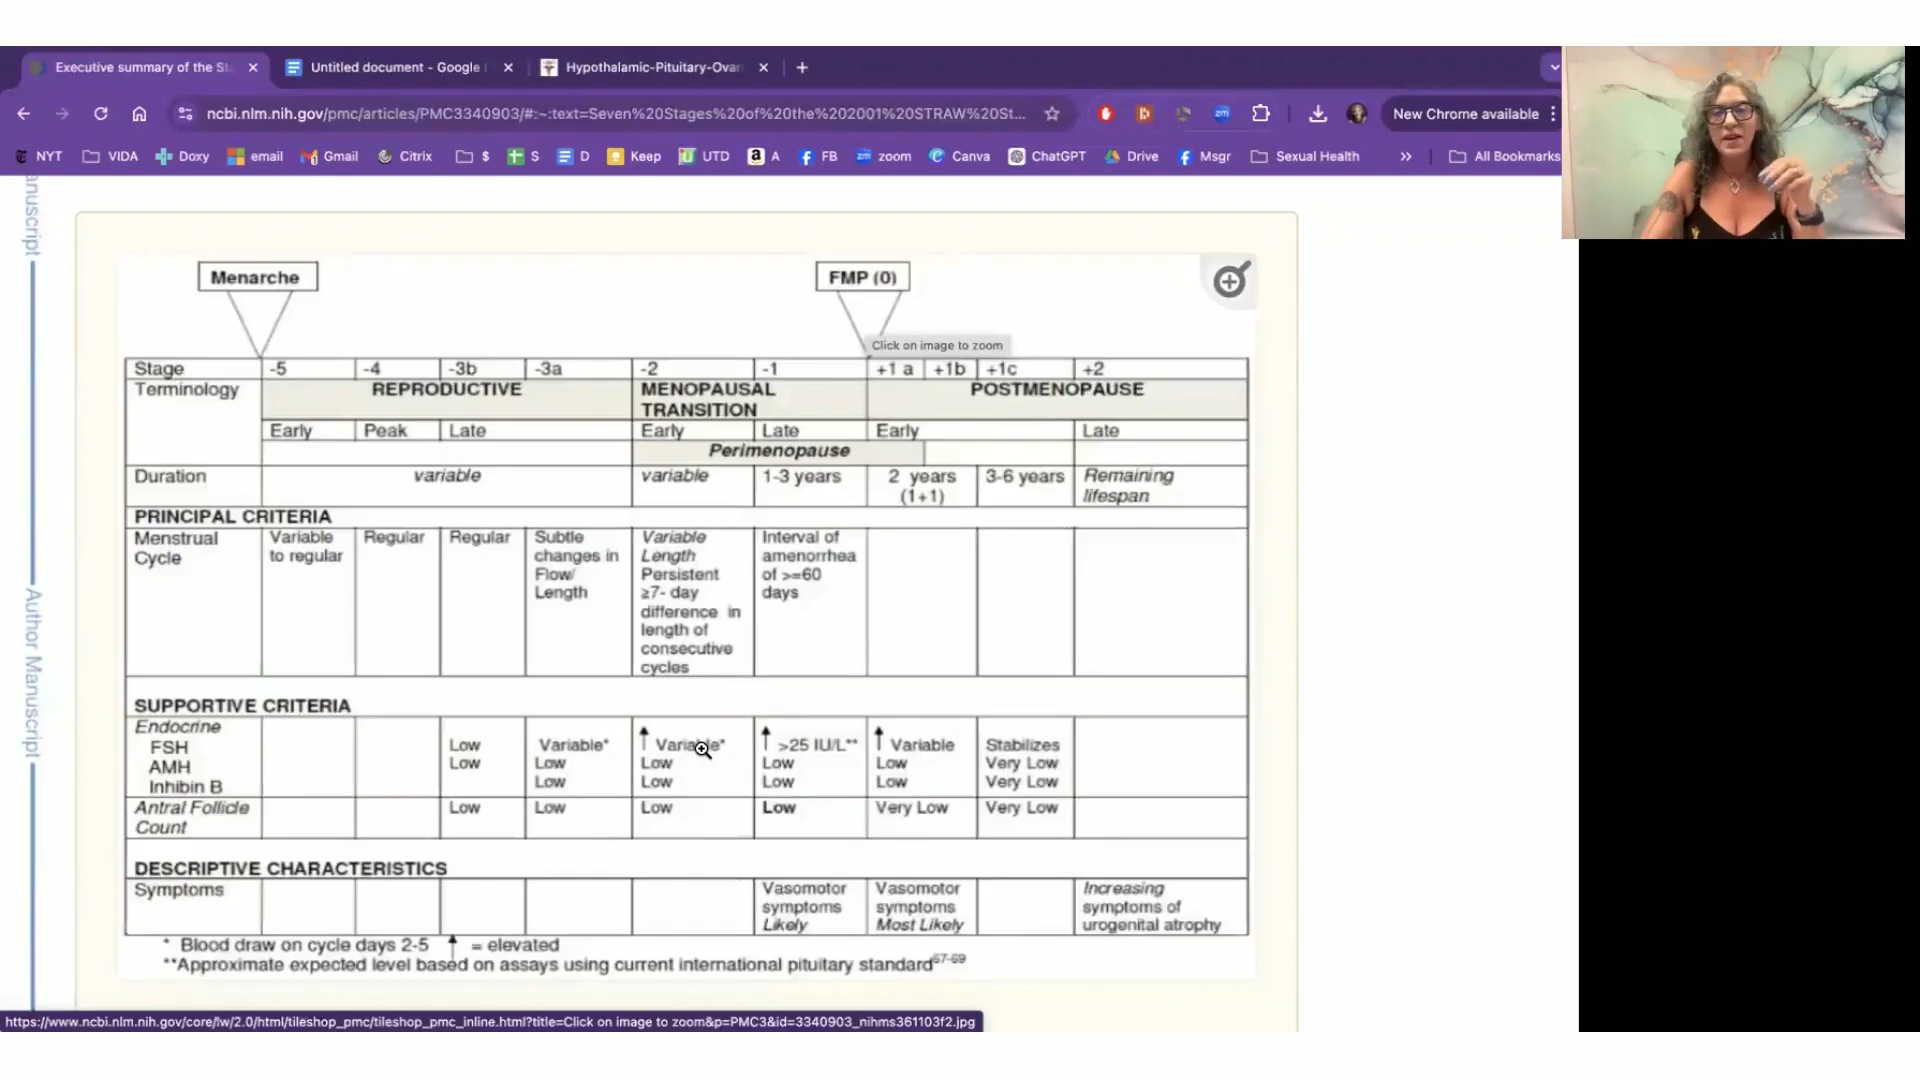 Executive summary of the St
Untitled document - Google
Hypothalamic-Pituitary-Ovar
ncbi.nlm.nih.gov/pmc/articles/PMC3340903/#:~:text=Seven%20Stages%20of%20the%202001%20STRAW%20St...
New Chrome available
NYT
VIDA
Doxy
email
Gmail
Citrix
$
S
D
Keep
UTD
A
FB
zoom
Canva
ChatGPT
Drive
Msgr
Sexual Health
All Bookmarks
anuscript
Author Manuscript
Menarche
FMP (0)
Click on image to zoom
Stage -5 -4 -3b -3a -2 -1 +1 a +1b +1c +2
Terminology REPRODUCTIVE MENOPAUSAL TRANSITION POSTMENOPAUSE
Early Peak Late Early Late Early Late
Perimenopause
Duration variable variable 1-3 years 2 years (1+1) 3-6 years Remaining lifespan
PRINCIPAL CRITERIA
Menstrual Cycle
Variable to regular
Regular
Regular
Subtle changes in Flow/ Length
Variable Length Persistent ≥7- day difference in length of consecutive cycles
Interval of amenorrhea of >=60 days
SUPPORTIVE CRITERIA
Endocrine
FSH Low Variable* ↑ Variable* ↑ >25 IU/L** ↑ Variable Stabilizes
AMH Low Low Low Low Low Very Low
Inhibin B Low Low Low Low Very Low
Antral Follicle Count Low Low Low Low Very Low Very Low
DESCRIPTIVE CHARACTERISTICS
Symptoms
Vasomotor symptoms Likely
Vasomotor symptoms Most Likely
Increasing symptoms of urogenital atrophy
* Blood draw on cycle days 2-5 ↑ = elevated
**Approximate expected level based on assays using current international pituitary standard67-69
https://www.ncbi.nlm.nih.gov/core/lw/2.0/html/tileshop_pmc/tileshop_pmc_inline.html?title=Click on image to zoom&p=PMC3&id=3340903_nihms361103f2.jpg